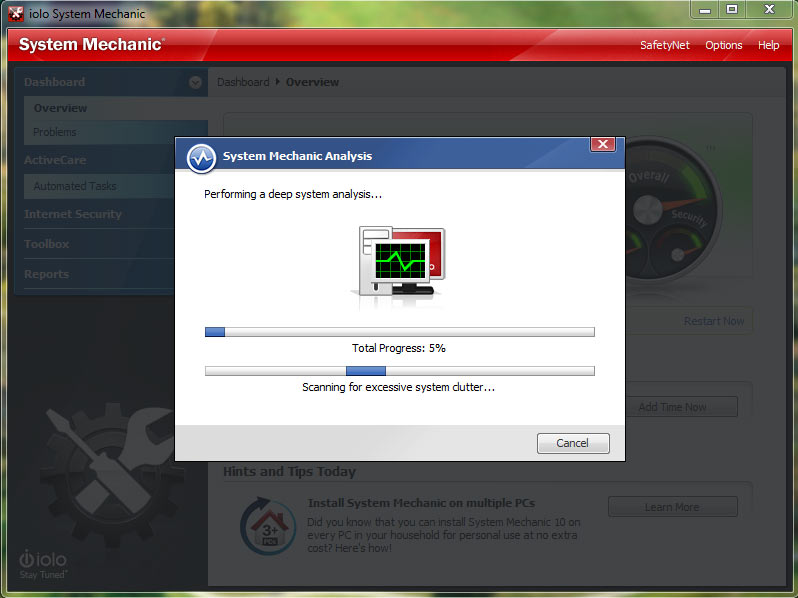 iolo System Mechanic
System Mechanic®
SafetyNet Options Help
Dashboard
Overview
Problems
ActiveCare
Automated Tasks
Internet Security
Toolbox
Reports
iolo
Stay Tuned®
Dashboard Overview
TM
Overall
Security
Restart Now
Add Time Now
System Mechanic Analysis
Performing a deep system analysis...
Total Progress: 5%
Scanning for excessive system clutter...
Cancel
Hints and Tips Today
3+
PCs
Install System Mechanic on multiple PCs
Did you know that you can install System Mechanic 10 on
every PC in your household for personal use at no extra
cost? Here's how!
Learn More